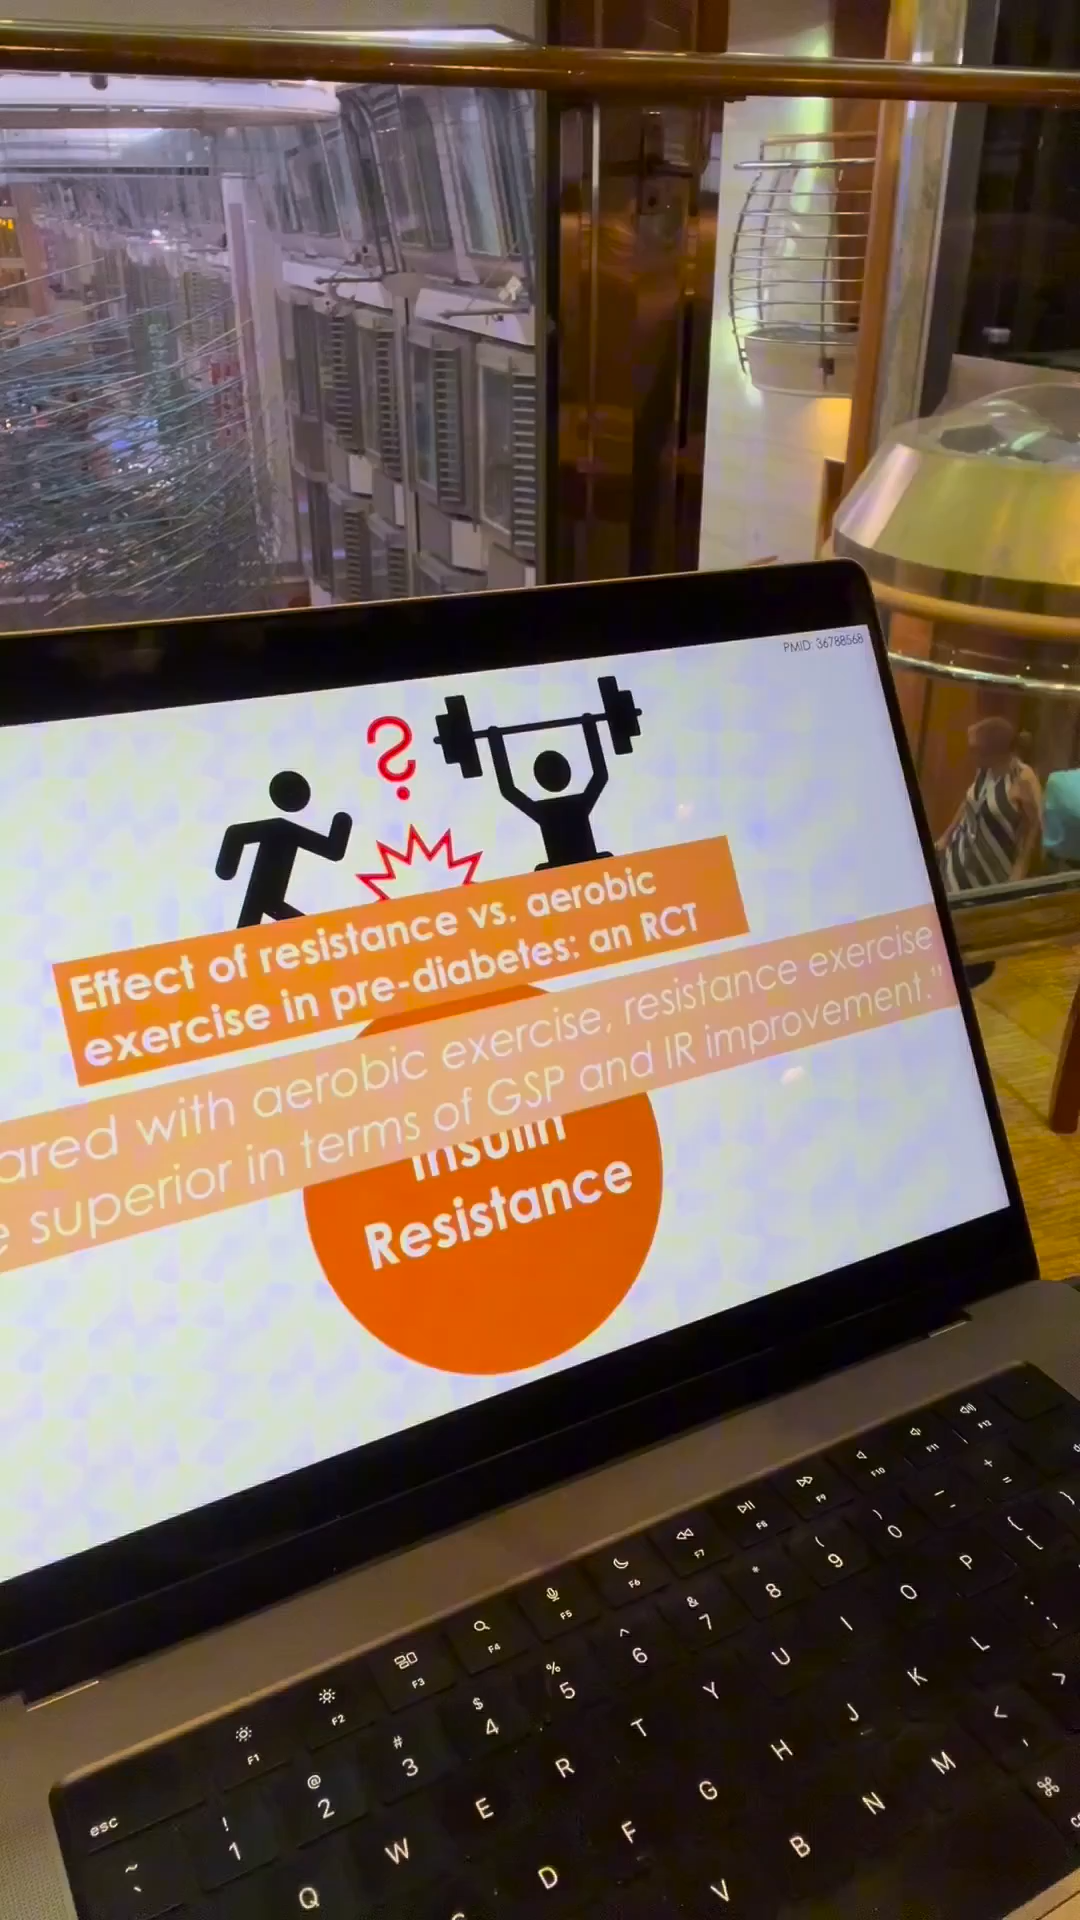 PMID: 36788568
?
Effect of resistance vs. aerobic
exercise in pre-diabetes: an RCT
ared with aerobic exercise, resistance exercise
e superior in terms of GSP and IR improvement."
Insulin
Resistance
esc
F1
F2
F3
F4
F5
F6
F7
F8
F9
F10
F11
F12
~ `
! 1
@ 2
# 3
$ 4
% 5
^ 6
& 7
* 8
( 9
) 0
_ -
+ =
Q W E R T Y U I O P {  [
D F G H J K L : ;
V B N M < ,
⌘